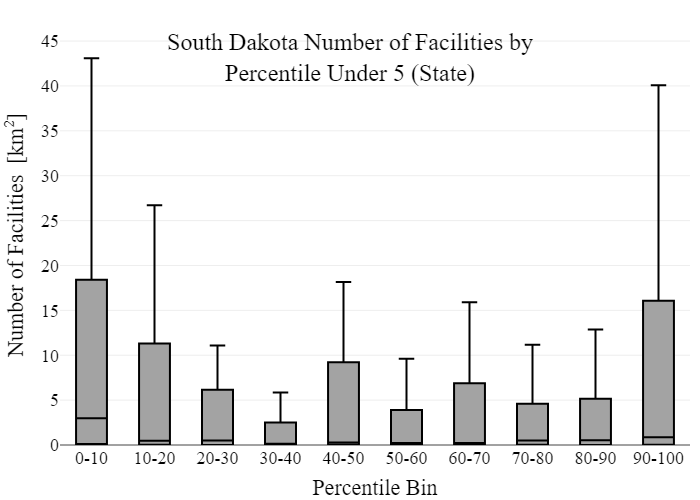 South Dakota Number of Facilities by
Percentile Under 5 (State)
Number of Facilities [km²]
45
40
35
30
25
20
15
10
5
0
0-10 10-20 20-30 30-40 40-50 50-60 60-70 70-80 80-90 90-100
Percentile Bin